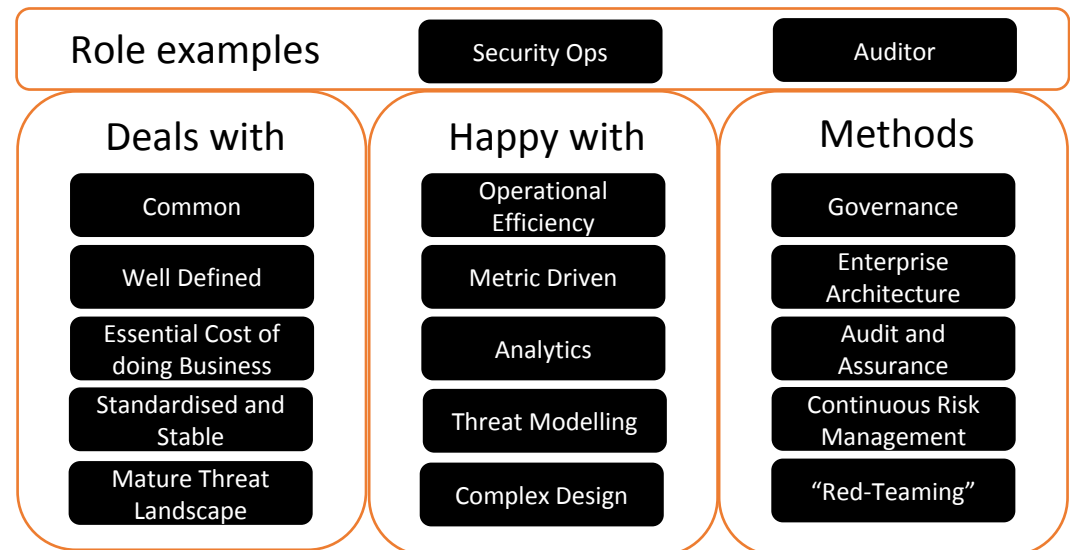 Role examples
Security Ops
Auditor
Deals with
Common
Well Defined
Essential Cost of
doing Business
Standardised and
Stable
Mature Threat
Landscape
Happy with
Operational
Efficiency
Metric Driven
Analytics
Threat Modelling
Complex Design
Methods
Governance
Enterprise
Architecture
Audit and
Assurance
Continuous Risk
Management
“Red-Teaming”